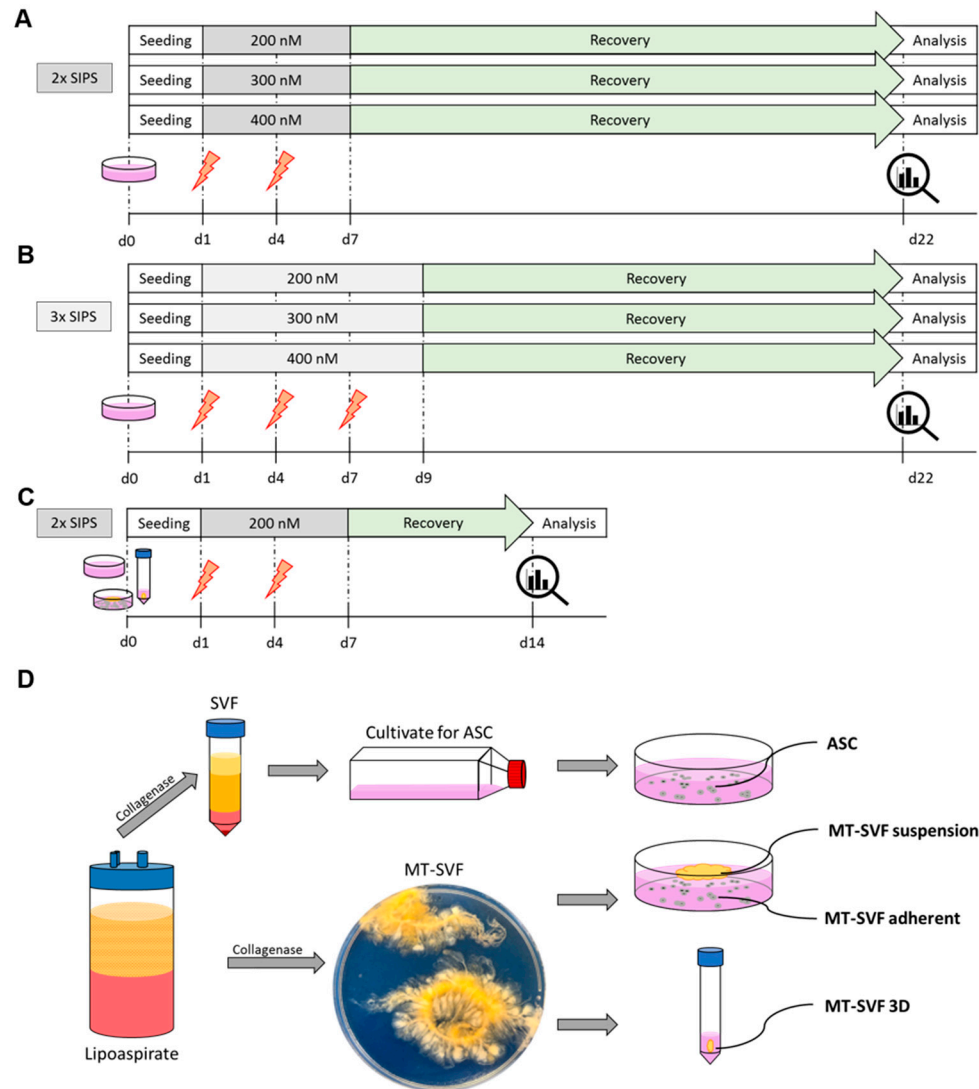 A
Seeding 200 nM Recovery Analysis
2x SIPS Seeding 300 nM Recovery Analysis
Seeding 400 nM Recovery Analysis
d0 d1 d4 d7 d22
B
Seeding 200 nM Recovery Analysis
3x SIPS Seeding 300 nM Recovery Analysis
Seeding 400 nM Recovery Analysis
d0 d1 d4 d7 d9 d22
C
2x SIPS Seeding 200 nM Recovery Analysis
d0 d1 d4 d7 d14
D
SVF
Cultivate for ASC
ASC
Collagenase
MT-SVF suspension
MT-SVF
MT-SVF adherent
Collagenase
MT-SVF 3D
Lipoaspirate